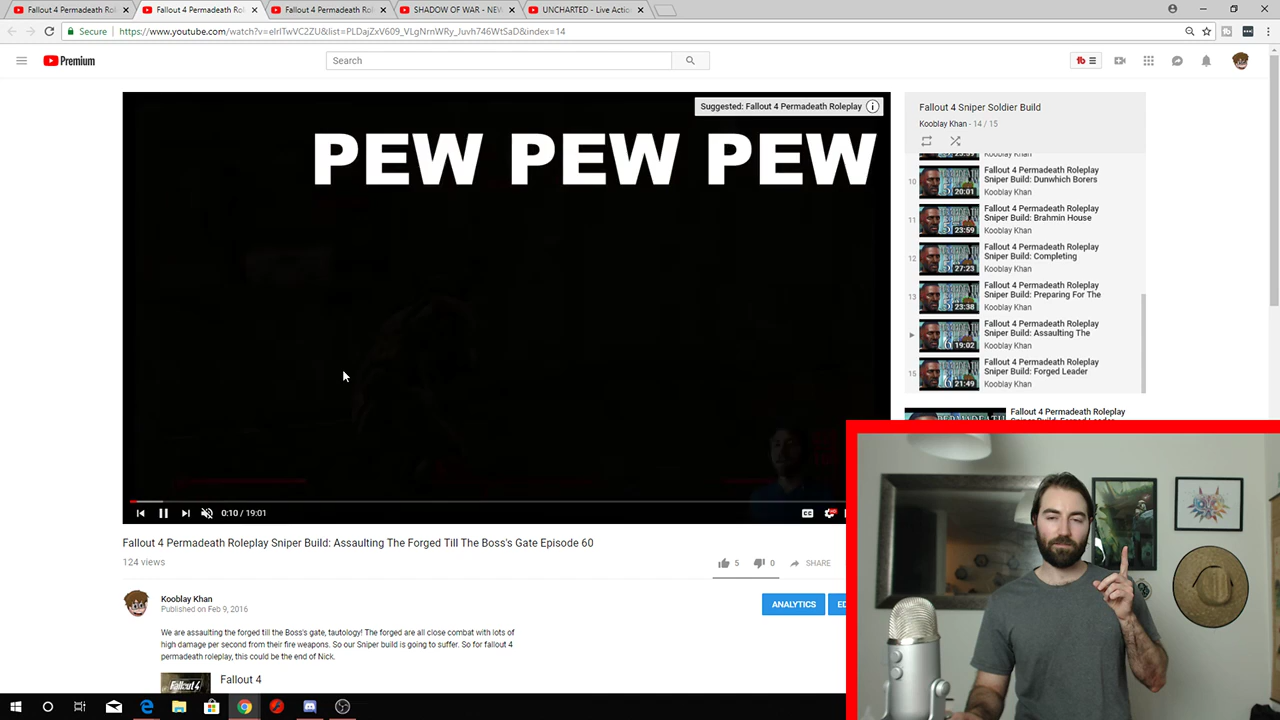 Fallout 4 Permadeath Ro
Fallout 4 Permadeath Rol
Fallout 4 Permadeath Ro
SHADOW OF WAR - NEW
UNCHARTED - Live Actio
Secure
https://www.youtube.com/watch?v=eIrITwVC2ZU&list=PLDajZxV609_VLgNrnWRy_Juvh746WtSaD&index=14
Premium
Search
fb
Suggested: Fallout 4 Permadeath Roleplay
PEW PEW PEW
0:10 / 19:01
CC
Fallout 4 Sniper Soldier Build
Kooblay Khan - 14 / 15
Kooblay Khan
10
20:01
Fallout 4 Permadeath Roleplay
Sniper Build: Dunwhich Borers
Kooblay Khan
11
23:59
Fallout 4 Permadeath Roleplay
Sniper Build: Brahmin House
Kooblay Khan
12
27:23
Fallout 4 Permadeath Roleplay
Sniper Build: Completing
Kooblay Khan
13
23:38
Fallout 4 Permadeath Roleplay
Sniper Build: Preparing For The
Kooblay Khan
19:02
Fallout 4 Permadeath Roleplay
Sniper Build: Assaulting The
Kooblay Khan
15
21:49
Fallout 4 Permadeath Roleplay
Sniper Build: Forged Leader
Kooblay Khan
Fallout 4 Permadeath Roleplay
Fallout 4 Permadeath Roleplay Sniper Build: Assaulting The Forged Till The Boss's Gate Episode 60
124 views
5
0
SHARE
Kooblay Khan
Published on Feb 9, 2016
ANALYTICS
We are assaulting the forged till the Boss's gate, tautology! The forged are all close combat with lots of
high damage per second from their fire weapons. So our Sniper build is going to suffer. So for fallout 4
permadeath roleplay, this could be the end of Nick.
Fallout 4
Fallout 4